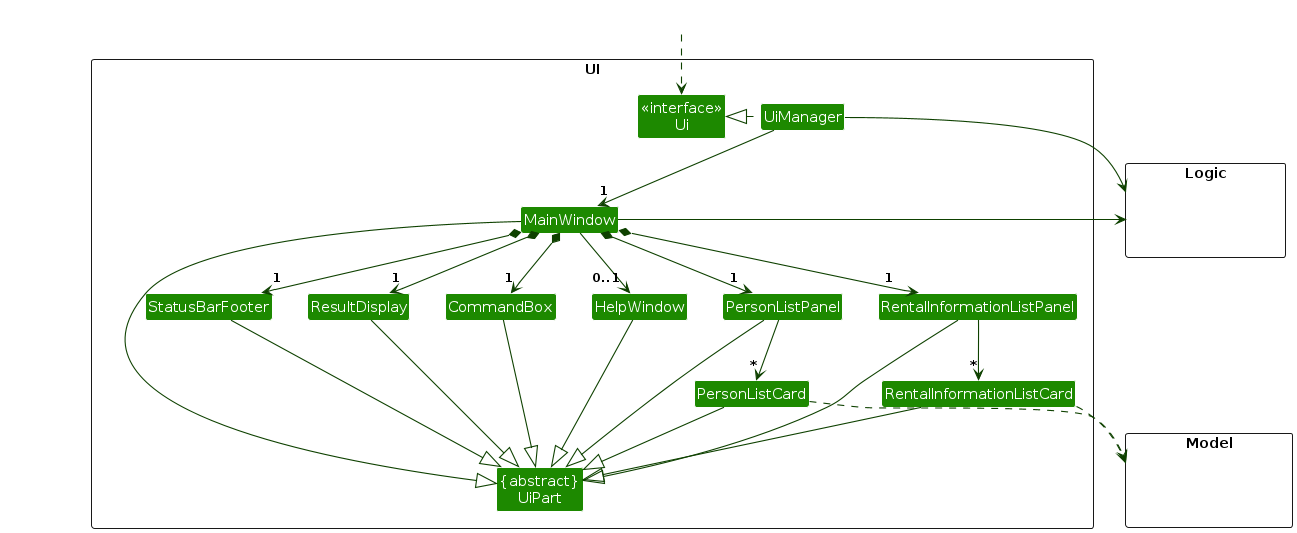 UI
«interface»
Ui
UiManager
Logic
1
MainWindow
1
1
1
0..1
1
1
StatusBarFooter
ResultDisplay
CommandBox
HelpWindow
PersonListPanel
RentalInformationListPanel
*
*
PersonListCard
RentalInformationListCard
Model
{abstract}
UiPart